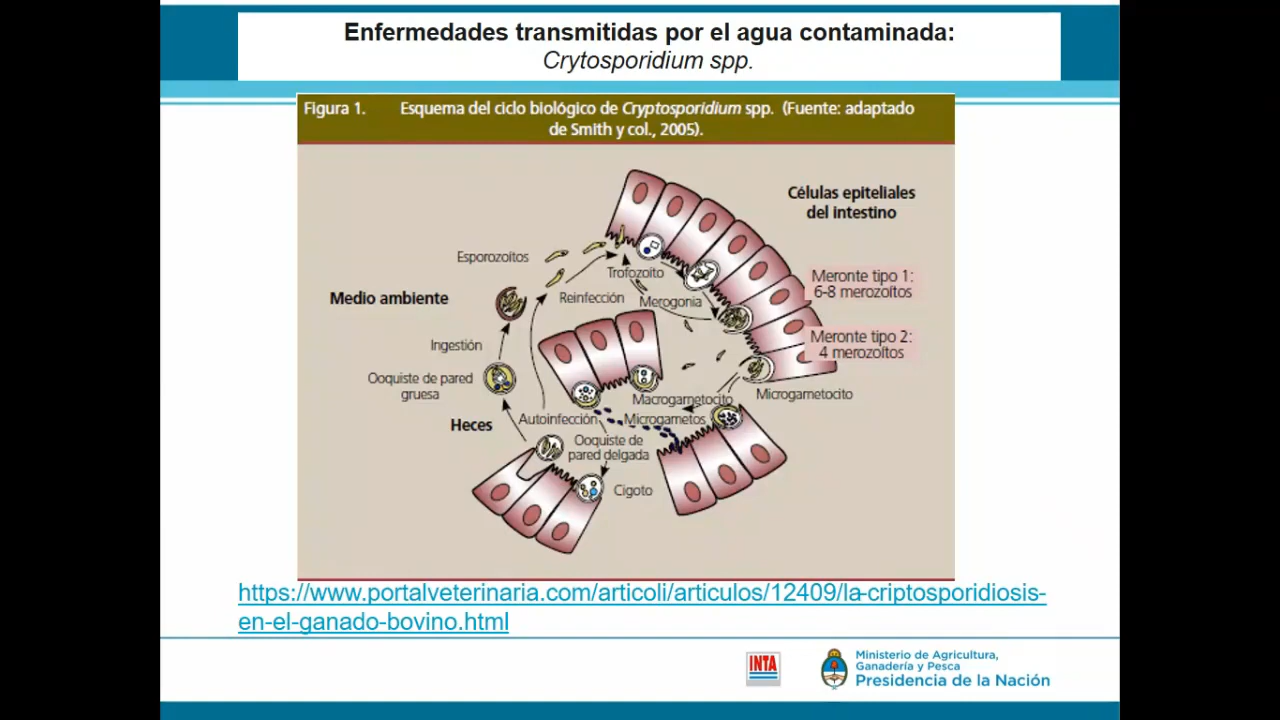 Enfermedades transmitidas por el agua contaminada:
Crytosporidium spp.
Figura 1. Esquema del ciclo biológico de Cryptosporidium spp. (Fuente: adaptado
de Smith y col., 2005).
Células epiteliales
del intestino
Esporozoítos
Trofozoíto
Meronte tipo 1:
6-8 merozoítos
Medio ambiente
Reinfección
Merogonia
Ingestión
Meronte tipo 2:
4 merozoítos
Ooquiste de pared
gruesa
Macrogametocito
Microgametocito
Heces
Autoinfección
Microgametos
Ooquiste de
pared delgada
Cigoto
https://www.portalveterinaria.com/articoli/articulos/12409/la-criptosporidiosis-
en-el-ganado-bovino.html
INTA
Ministerio de Agricultura,
Ganadería y Pesca
Presidencia de la Nación